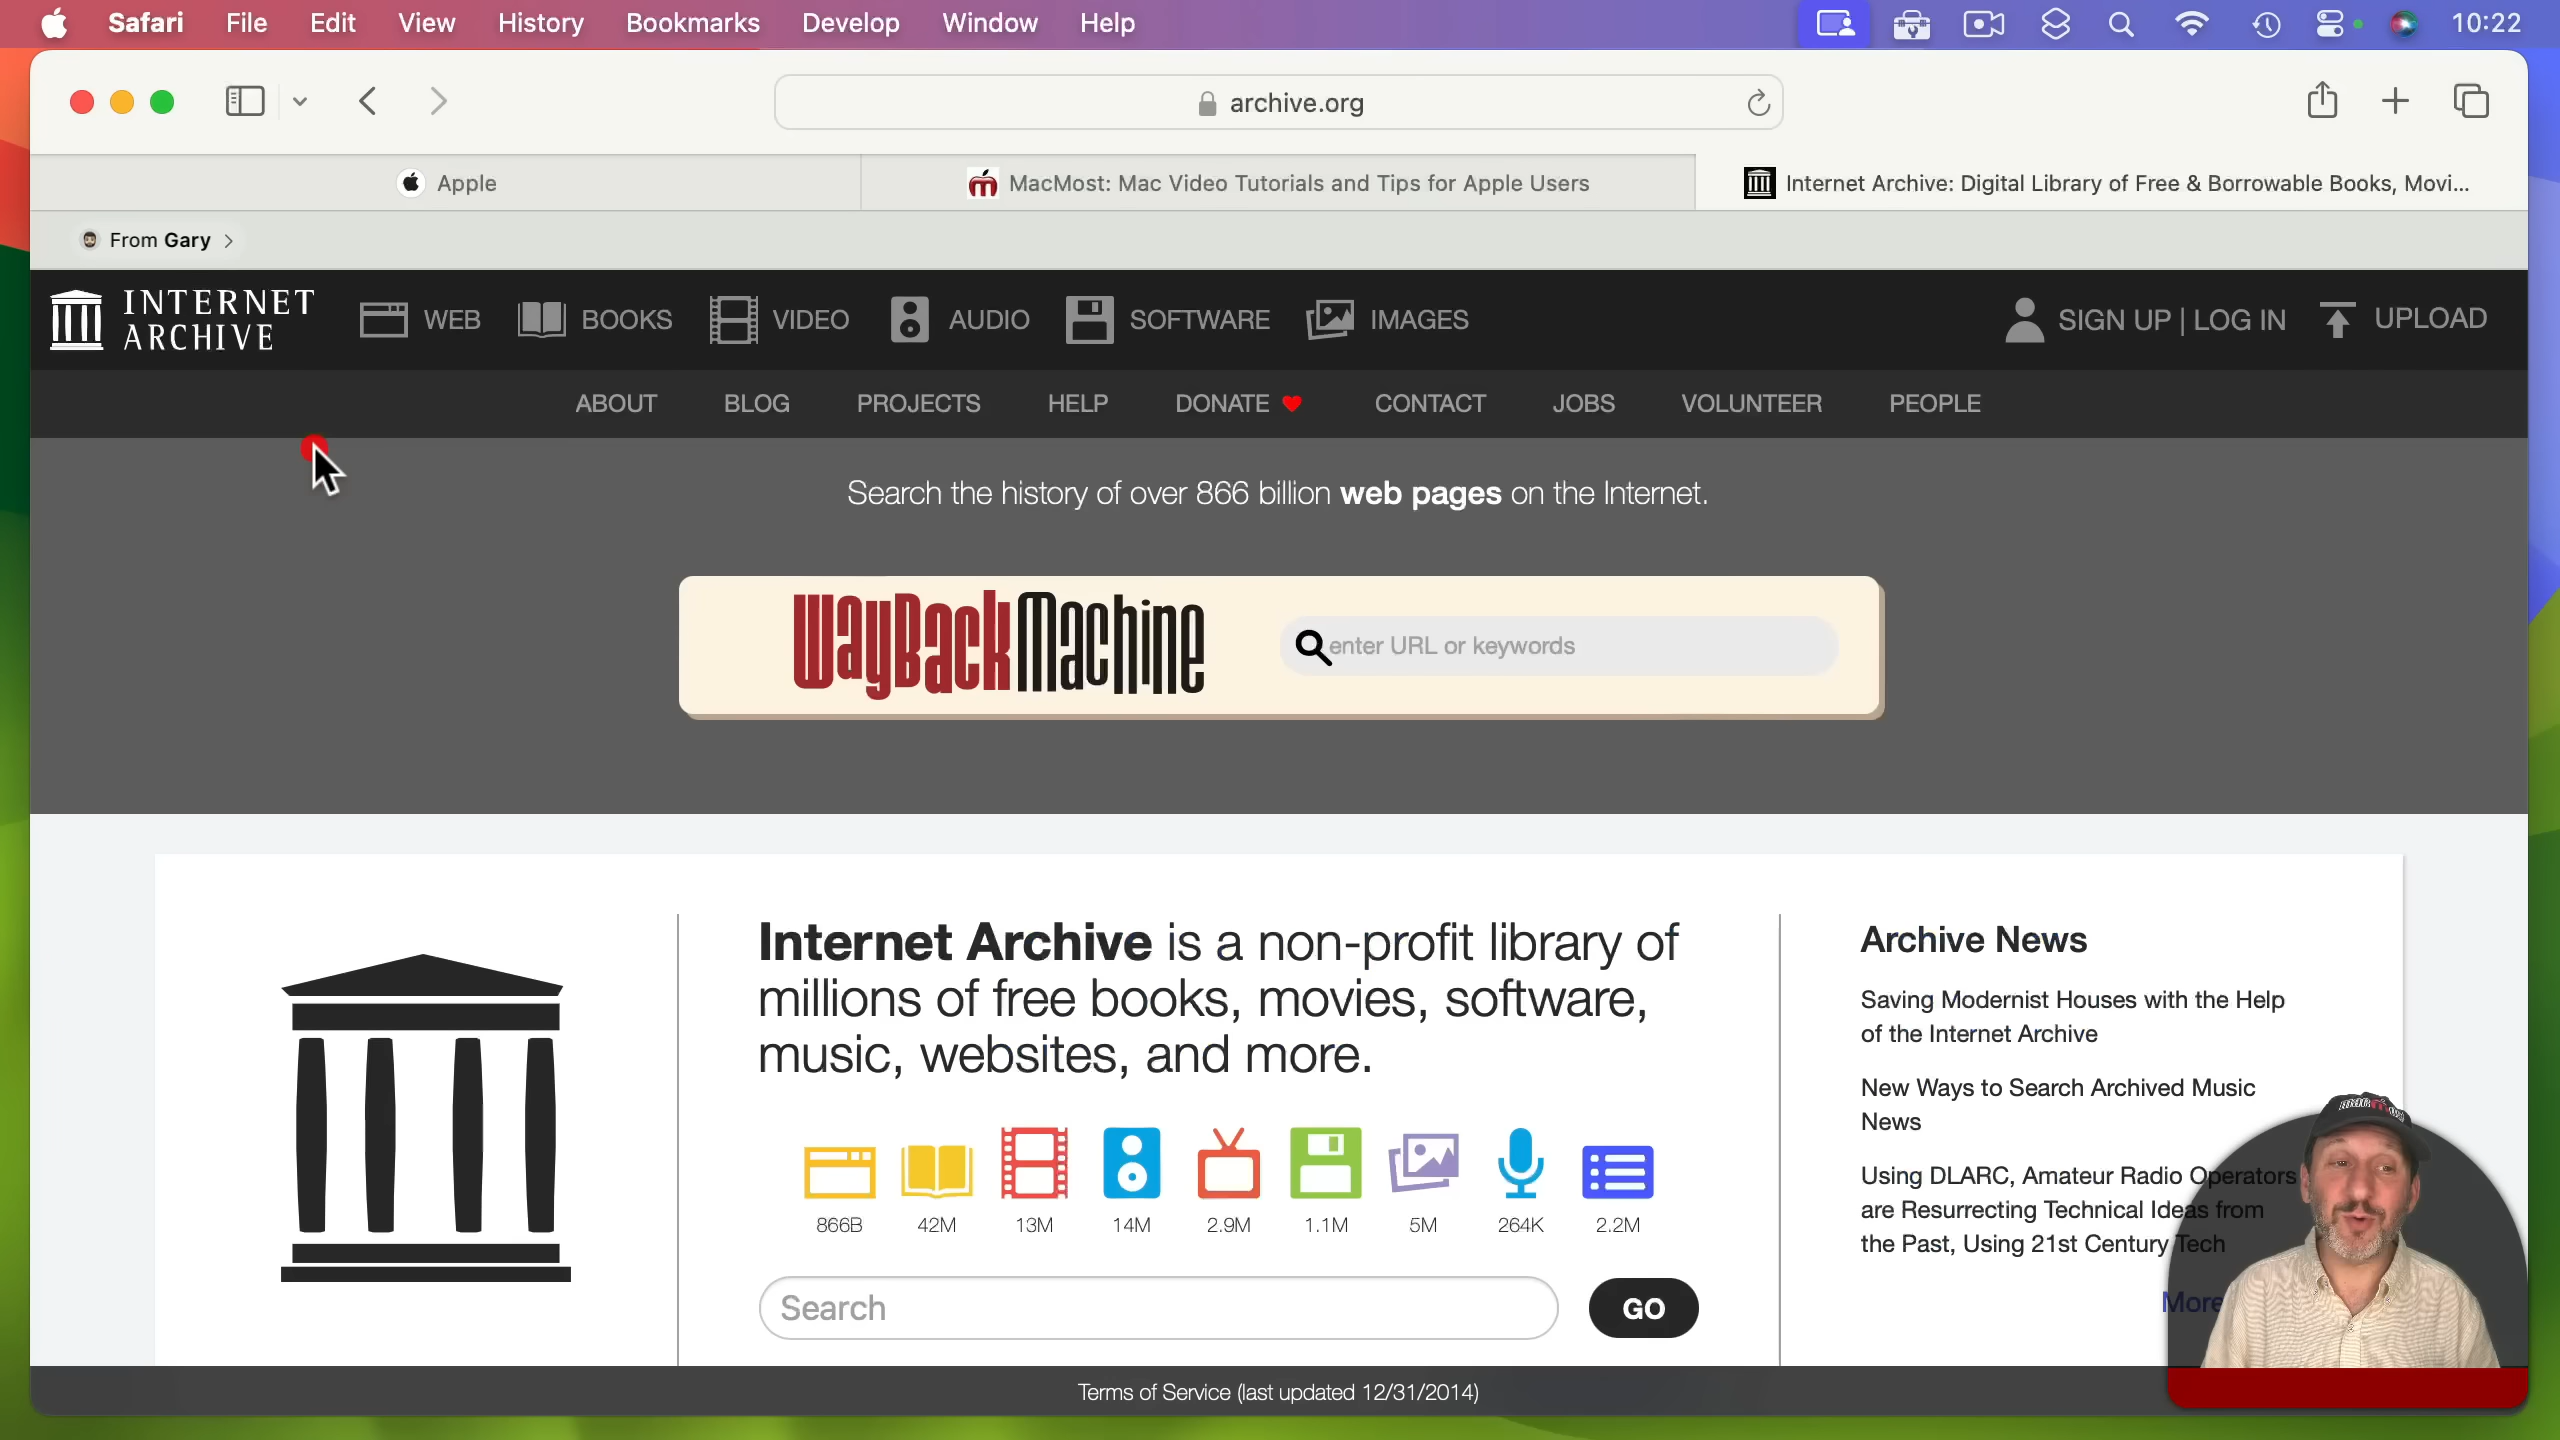 Safari File Edit View History Bookmarks Develop Window Help 10:22
archive.org
Apple
MacMost: Mac Video Tutorials and Tips for Apple Users
Internet Archive: Digital Library of Free & Borrowable Books, Movi...
From Gary
INTERNET
ARCHIVE
WEB BOOKS VIDEO AUDIO SOFTWARE IMAGES
SIGN UP | LOG IN UPLOAD
ABOUT BLOG PROJECTS HELP DONATE CONTACT JOBS VOLUNTEER PEOPLE
Search the history of over 866 billion web pages on the Internet.
WayBackMachine
enter URL or keywords
Internet Archive is a non-profit library of
millions of free books, movies, software,
music, websites, and more.
866B 42M 13M 14M 2.9M 1.1M 5M 264K 2.2M
Search
GO
Archive News
Saving Modernist Houses with the Help
of the Internet Archive
New Ways to Search Archived Music
News
Using DLARC, Amateur Radio Operators
are Resurrecting Technical Ideas from
the Past, Using 21st Century Tech
More
Terms of Service (last updated 12/31/2014)